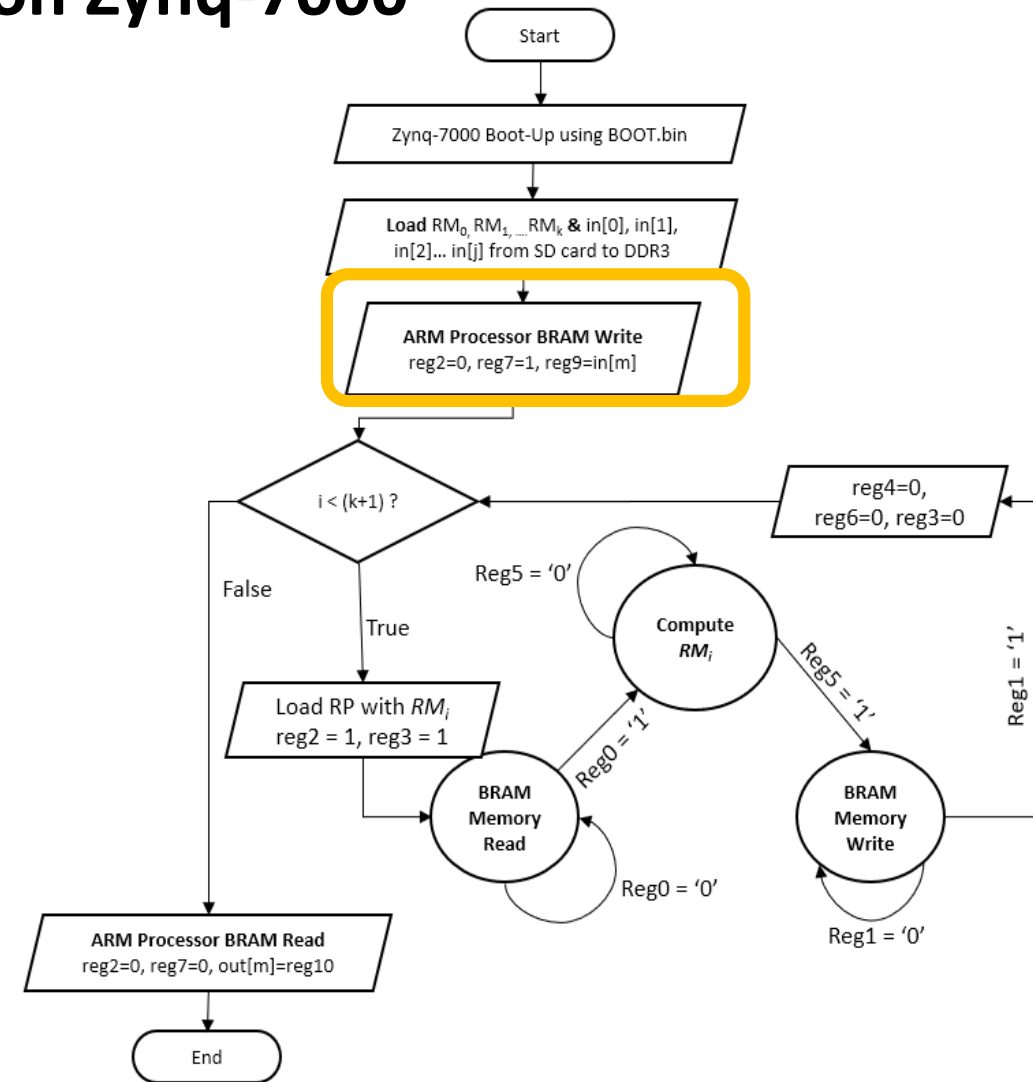 on Zynq-7000
Start
Zynq-7000 Boot-Up using BOOT.bin
Load RM0, RM1, ....RMk & in[0], in[1],
in[2]... in[j] from SD card to DDR3
ARM Processor BRAM Write
reg2=0, reg7=1, reg9=in[m]
i < (k+1) ?
reg4=0,
reg6=0, reg3=0
False
True
Reg5 = ‘0’
Compute
RMi
Reg5 = ‘1’
Reg1 = ‘1’
Load RP with RMi
reg2 = 1, reg3 = 1
Reg0 = ‘1’
BRAM
Memory
Read
Reg0 = ‘0’
BRAM
Memory
Write
Reg1 = ‘0’
ARM Processor BRAM Read
reg2=0, reg7=0, out[m]=reg10
End